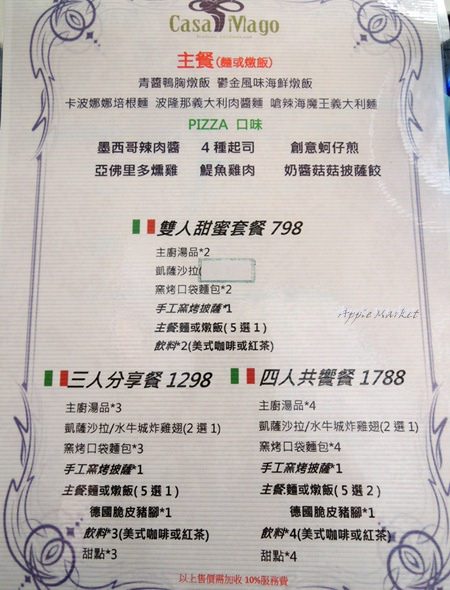 Casa Mago
主餐(麵或燉飯)
青醬鴨胸燉飯 鬱金風味海鮮燉飯
卡波娜娜培根麵 波隆那義大利肉醬麵 嗆辣海魔王義大利麵
PIZZA 口味
墨西哥辣肉醬 4種起司 創意蚵仔煎
亞佛里多燻雞 鯷魚雞肉 奶醬菇菇披薩餃
雙人甜蜜套餐 798
主廚湯品*2
凱薩沙拉(
窯烤口袋麵包*2
手工窯烤披薩*1
主餐麵或燉飯(5選1)
飲料*2(美式咖啡或紅茶)
Appie Market
三人分享餐 1298
主廚湯品*3
凱薩沙拉/水牛城炸雞翅(2選1)
窯烤口袋麵包*3
手工窯烤披薩*1
主餐麵或燉飯(5選1)
德國脆皮豬腳*1
飲料*3(美式咖啡或紅茶)
甜點*3
四人共饗餐 1788
主廚湯品*4
凱薩沙拉/水牛城炸雞翅(2選1)
窯烤口袋麵包*4
手工窯烤披薩*1
主餐麵或燉飯(5選2)
德國脆皮豬腳*1
飲料*4(美式咖啡或紅茶)
甜點*4
以上售價需加收 10%服務費